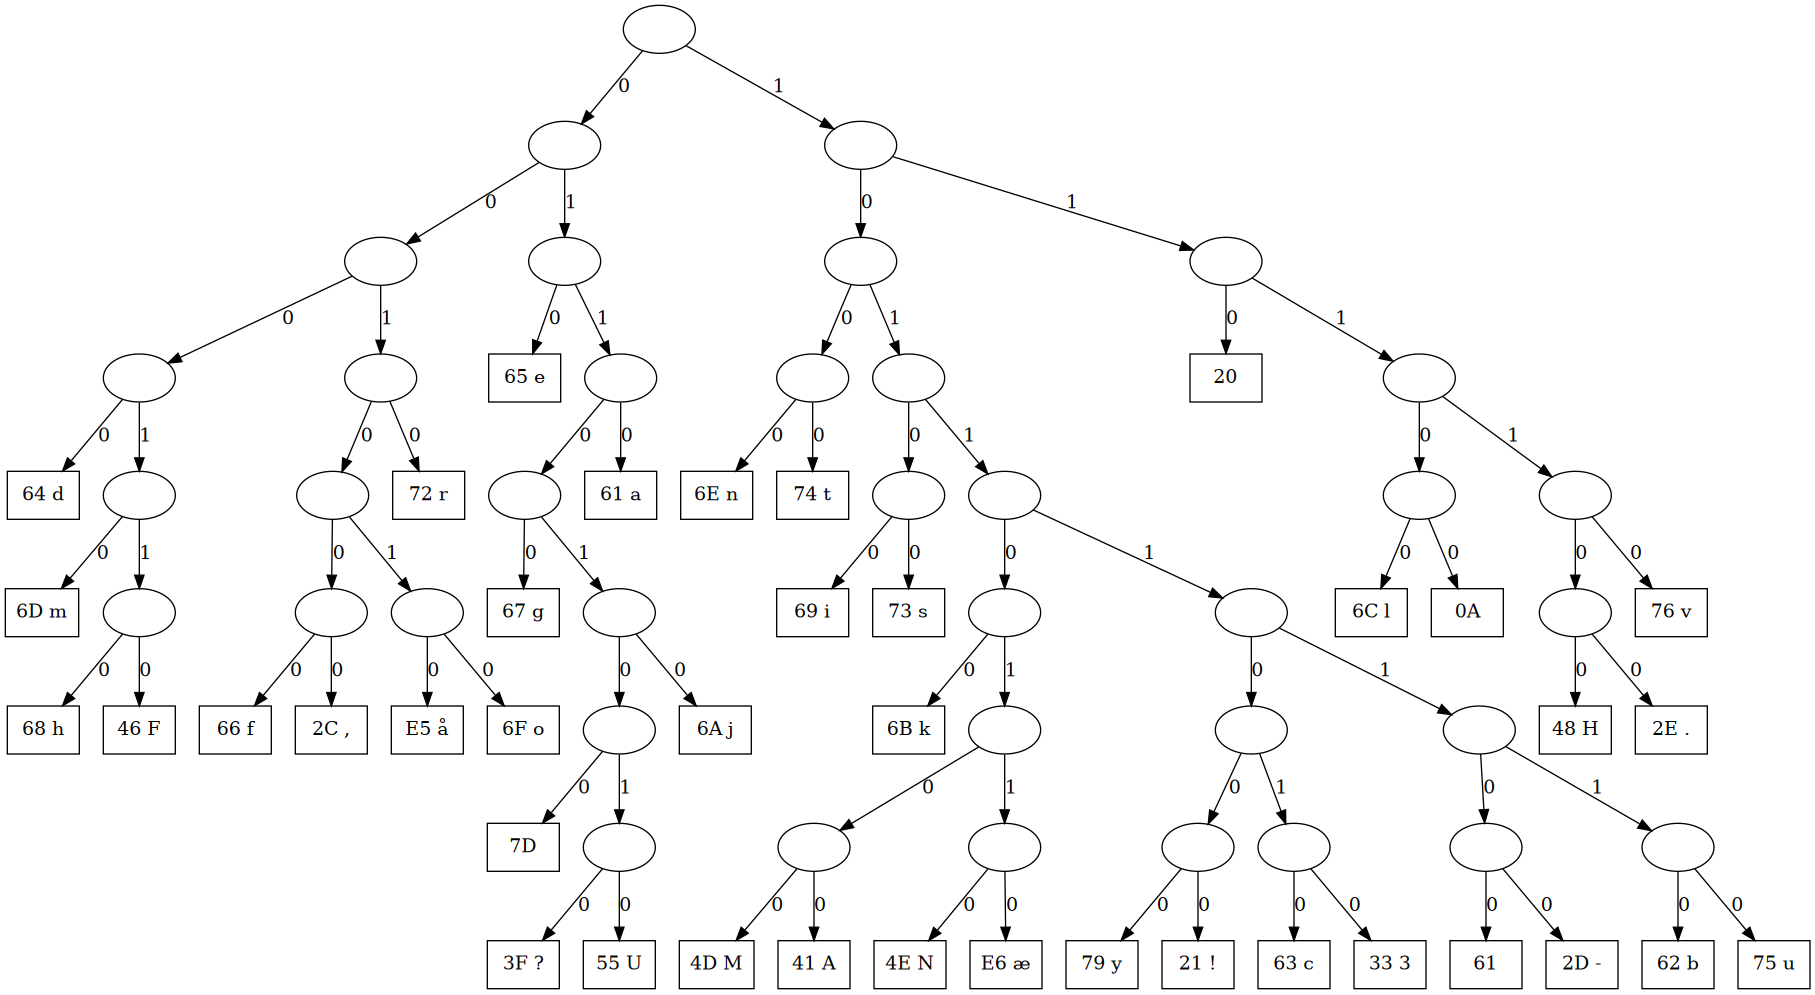 0 1
0 1 0 1
0 1 0 1 0 1 0 1
65 e 20
0 1 0 0 0 0 0 0 0 1 0 1
64 d 72 r 61 a 6E n 74 t
0 1 0 1 0 1 0 0 0 1 0 0 0 0
6D m 67 g 69 i 73 s 6C l 0A 76 v
0 0 0 0 0 0 0 0 0 1 0 1 0 0
68 h 46 F 66 f 2C , E5 å 6F o 6A j 6B k 48 H 2E .
0 1 0 1 0 1 0 1
7D
0 0 0 0 0 0 0 0 0 0 0 0 0 0
3F ? 55 U 4D M 41 A 4E N E6 æ 79 y 21 ! 63 c 33 3 61 2D - 62 b 75 u